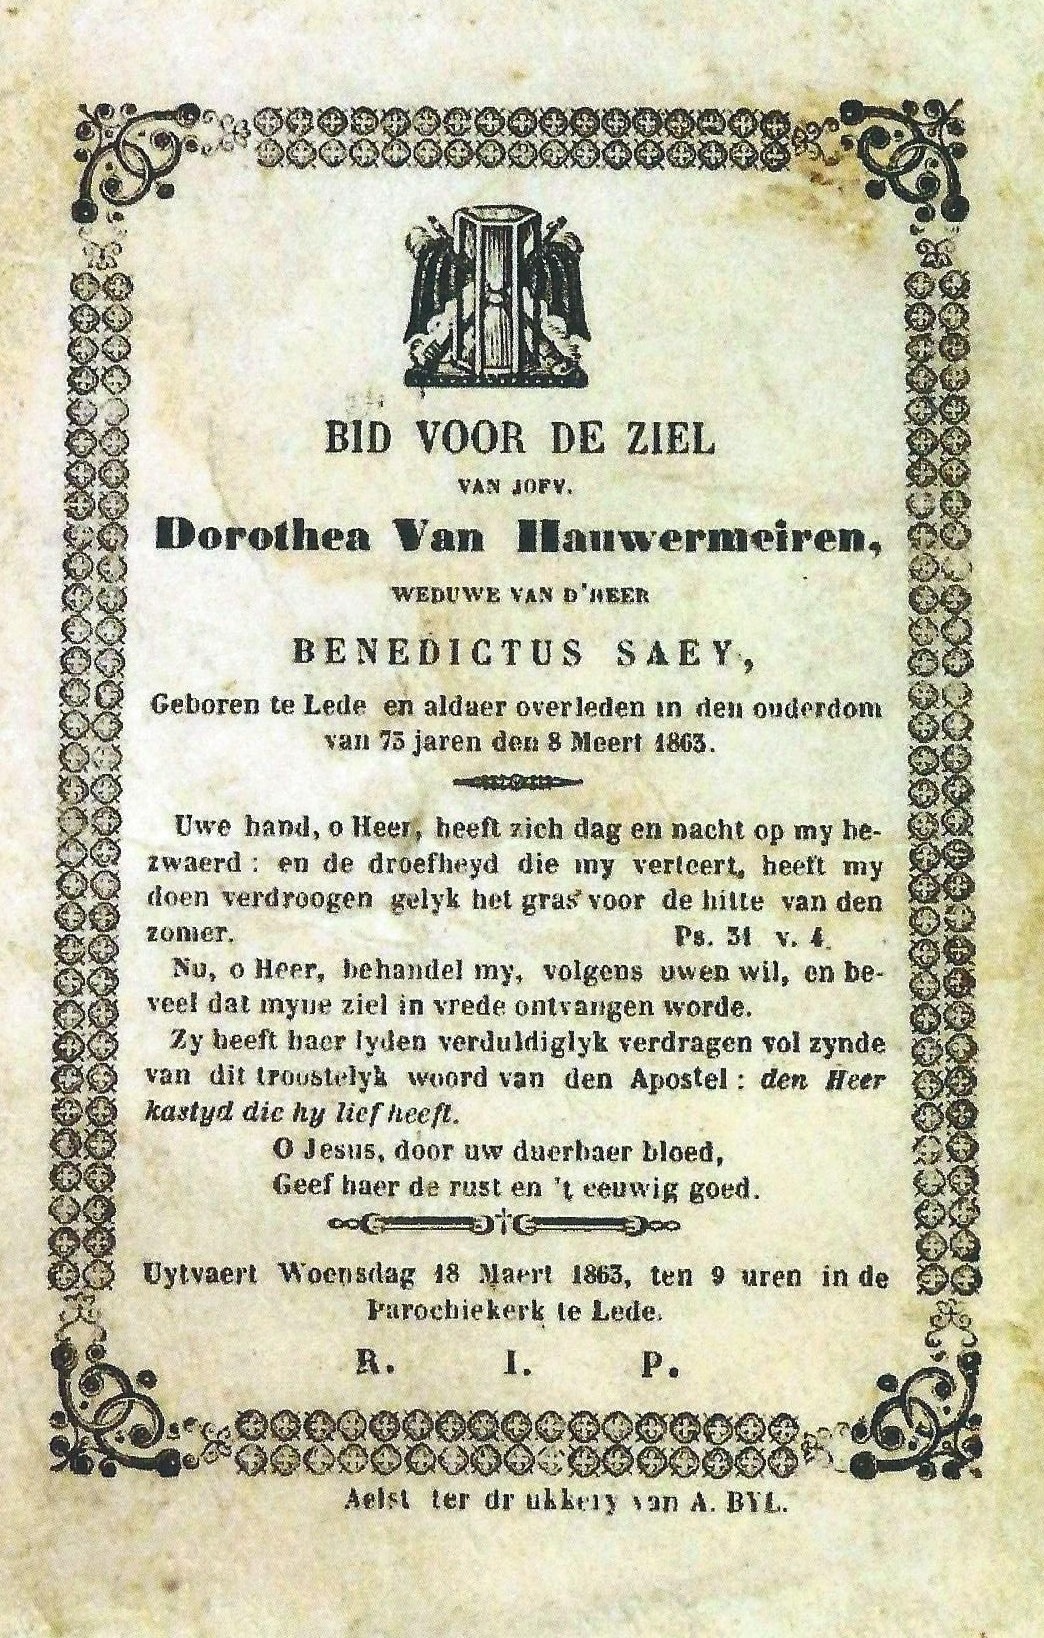 BID VOOR DE ZIEL
VAN JOFV.
Dorothea Van Hauwermeiren,
WEDUWE VAN D'HEER
BENEDICTUS SAEY,
Geboren te Lede en aldaer overleden in den ouderdom
van 75 jaren den 8 Meert 1863.
Uwe hand, o Heer, heeft zich dag en nacht op my be-
zwaerd : en de droefheyd die my verteert, heeft my
doen verdroogen gelyk het gras voor de hitte van den
zomer. Ps. 31 v. 4.
Nu, o Heer, behandel my, volgens uwen wil, en be-
veel dat myne ziel in vrede ontvangen worde.
Zy heeft haer lyden verduldiglyk verdragen vol zynde
van dit troostelyk woord van den Apostel : den Heer
kastyd die hy lief heeft.
O Jesus, door uw duerbaer bloed,
Geef haer de rust en 't eeuwig goed.
Uytvaert Woensdag 18 Maert 1863, ten 9 uren in de
Parochiekerk te Lede.
R. I. P.
Aelst ter drukkery van A. BYL.